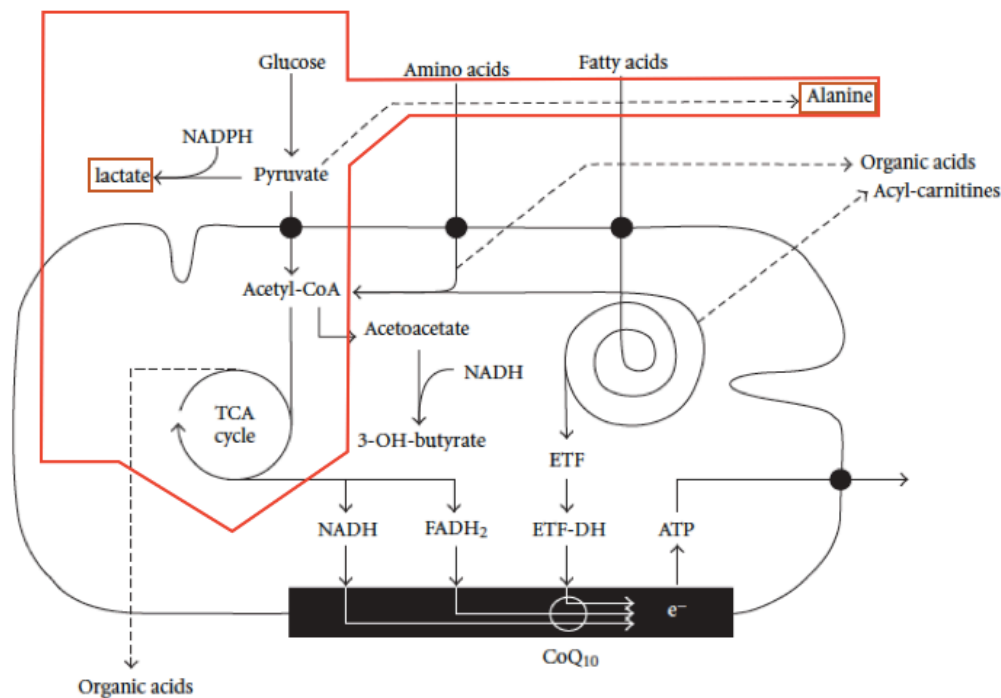 Glucose
Amino acids
Fatty acids
Alanine
NADPH
lactate
Pyruvate
Organic acids
Acyl-carnitines
Acetyl-CoA
Acetoacetate
NADH
TCA
cycle
3-OH-butyrate
ETF
NADH
FADH₂
ETF-DH
ATP
e⁻
CoQ₁₀
Organic acids